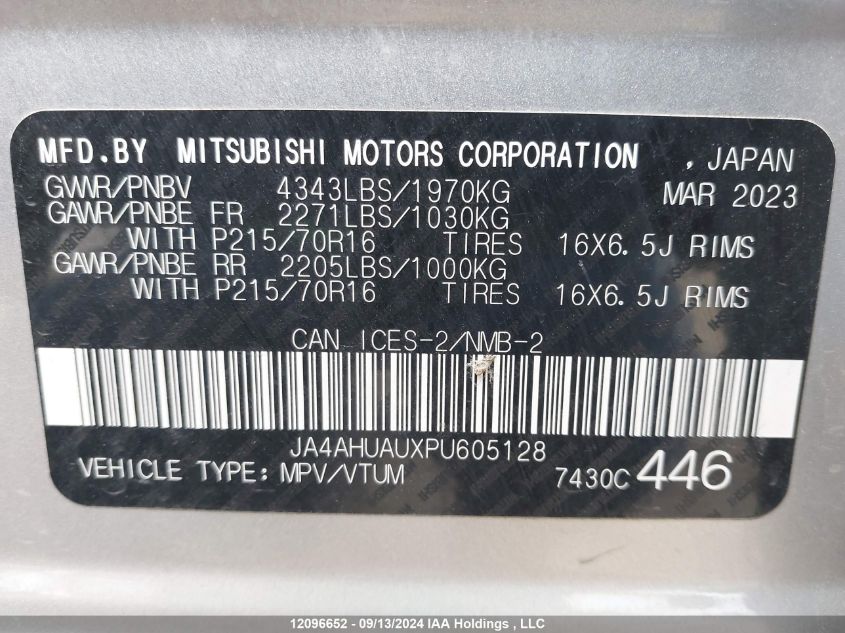 MFD.BY MITSUBISHI MOTORS CORPORATION , JAPAN
GVWR/PNBV 4343LBS/1970KG MAR 2023
GAWR/PNBE FR 2271LBS/1030KG
WITH P215/70R16 TIRES 16X6.5J RIMS
GAWR/PNBE RR 2205LBS/1000KG
WITH P215/70R16 TIRES 16X6.5J RIMS
CAN ICES-2/NMB-2
JA4AHUAUXPU605128
VEHICLE TYPE: MPV/VTUM 7430C 446
12096652 - 09/13/2024 IAA Holdings , LLC